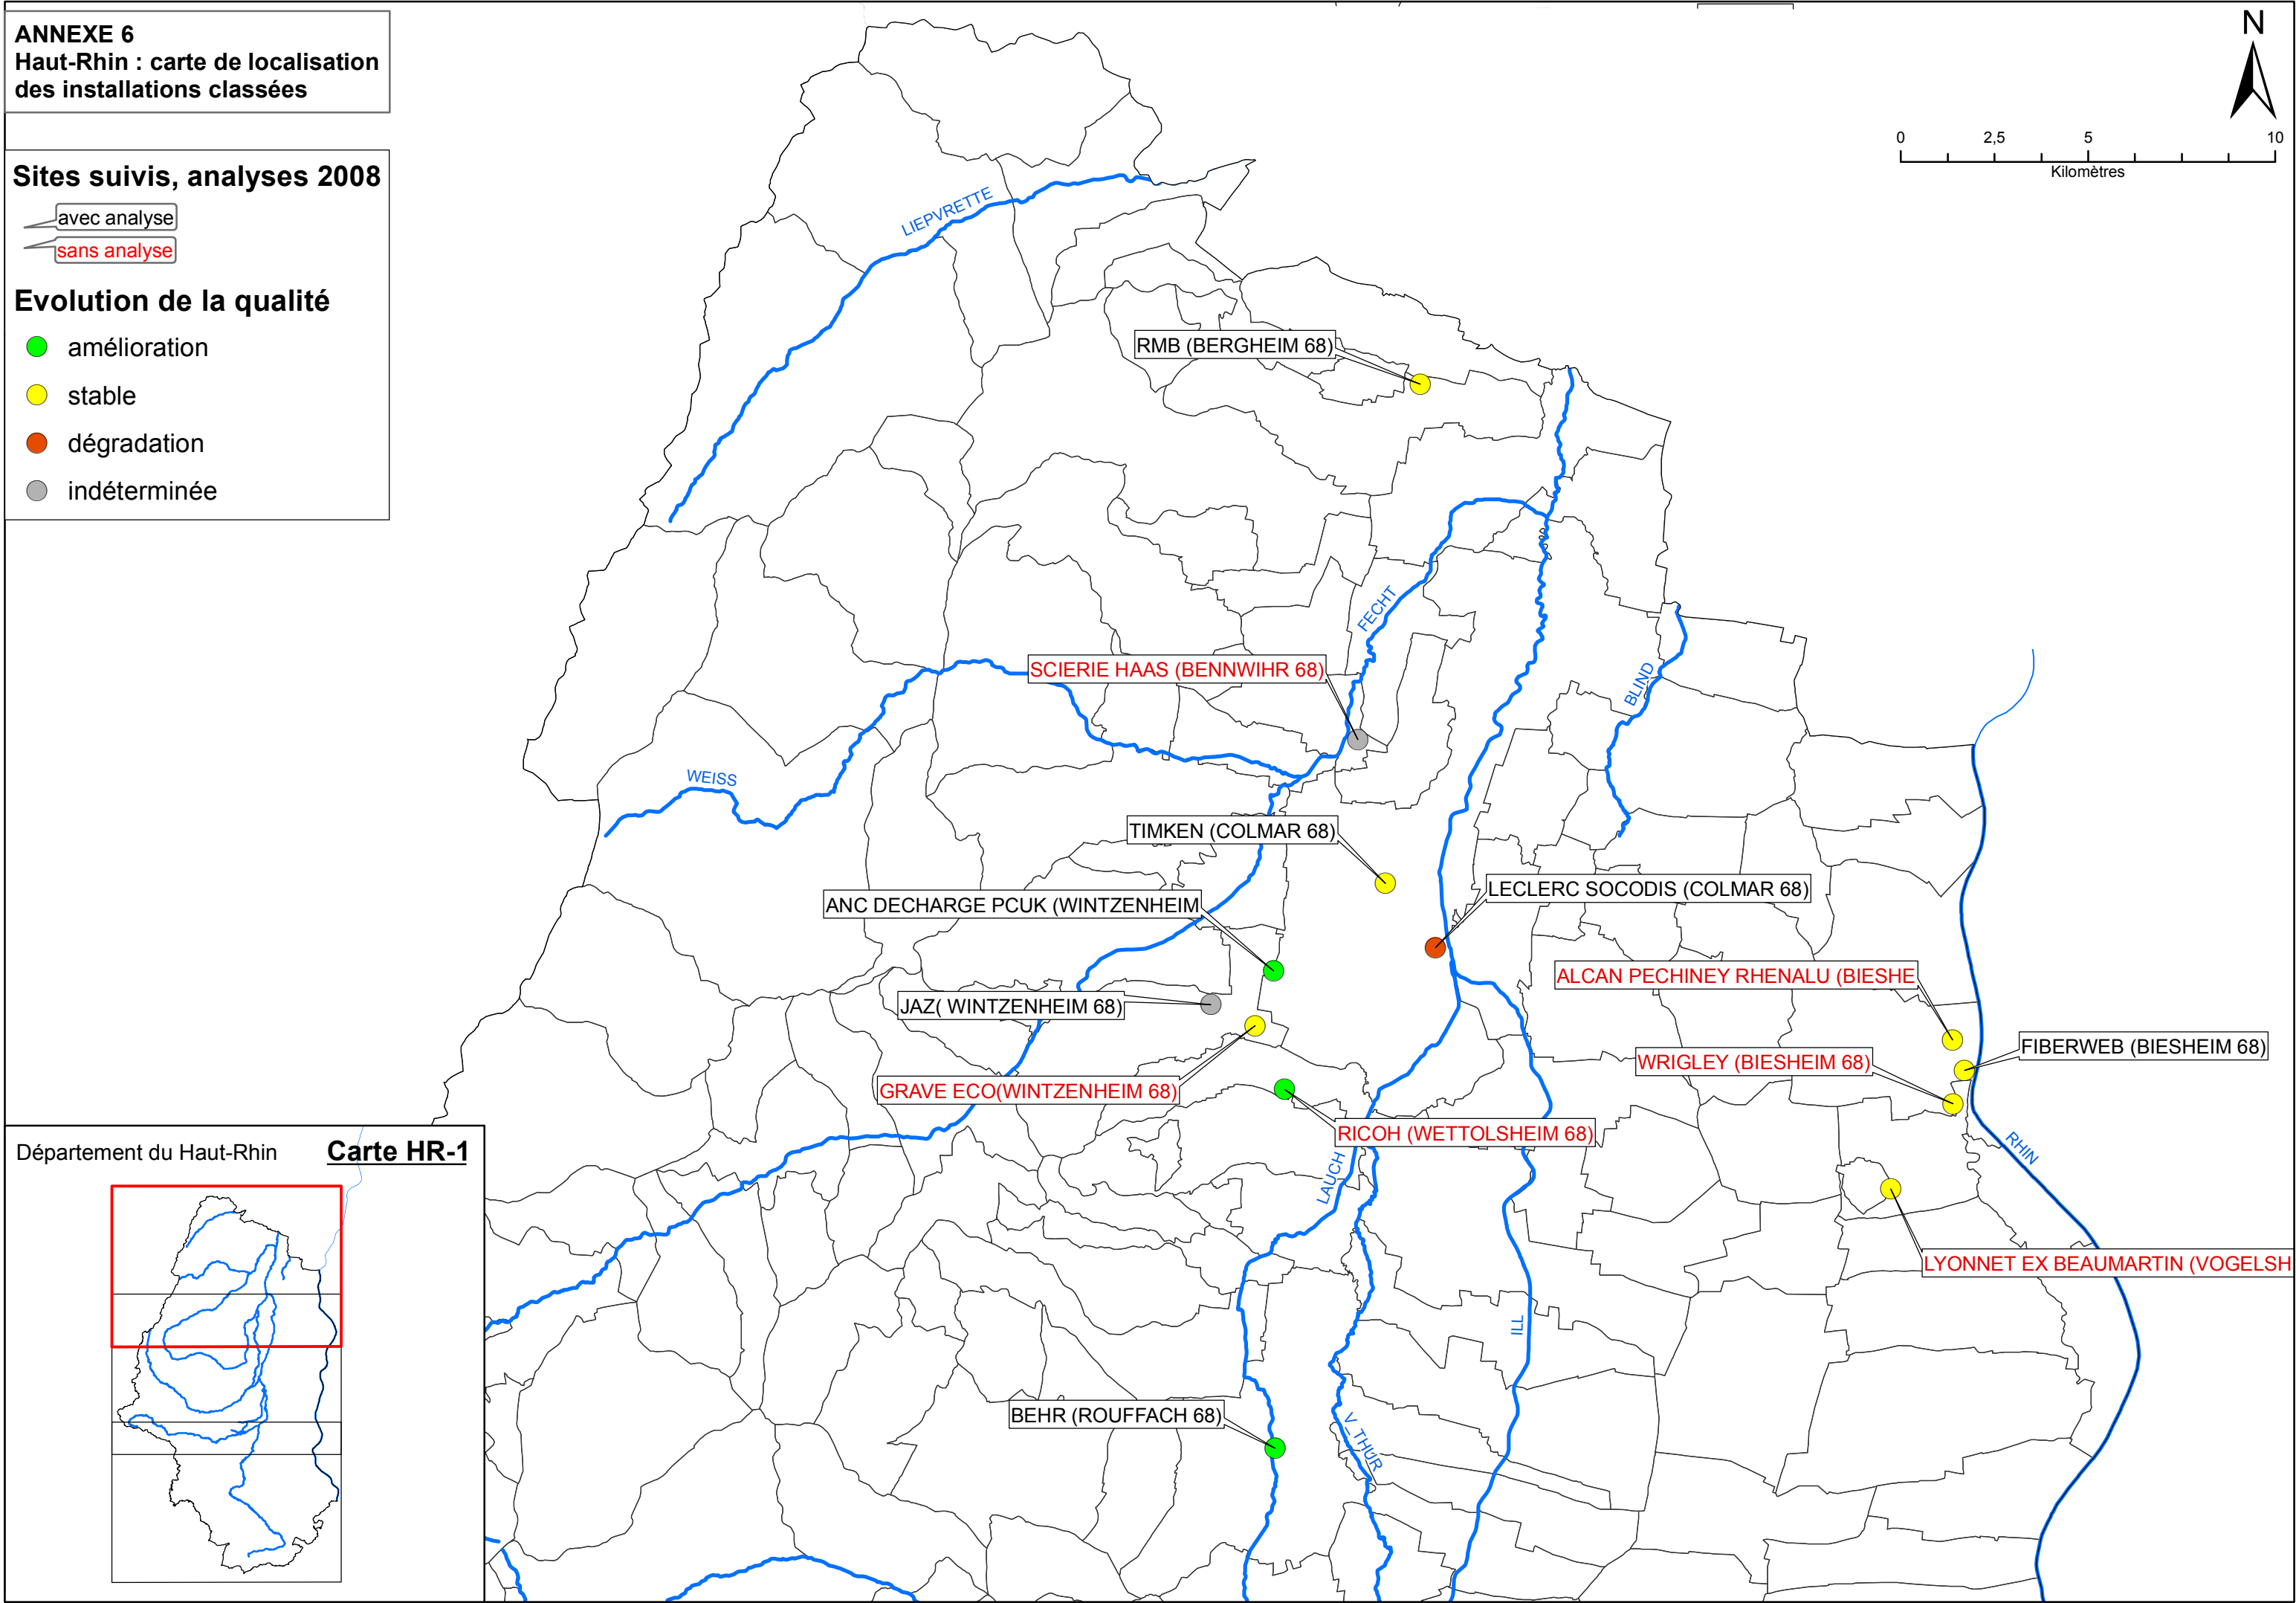 ANNEXE 6
Haut-Rhin : carte de localisation
des installations classées
N
0 2,5 5 10
Kilomètres
Sites suivis, analyses 2008
avec analyse
sans analyse
Evolution de la qualité
amélioration
stable
dégradation
indéterminée
LIEPVRETTE
RMB (BERGHEIM 68)
FECHT
SCIERIE HAAS (BENNWIHR 68)
BLIND
WEISS
TIMKEN (COLMAR 68)
LECLERC SOCODIS (COLMAR 68)
ANC DECHARGE PCUK (WINTZENHEIM
ALCAN PECHINEY RHENALU (BIESHE
JAZ( WINTZENHEIM 68)
FIBERWEB (BIESHEIM 68)
WRIGLEY (BIESHEIM 68)
GRAVE ECO(WINTZENHEIM 68)
RICOH (WETTOLSHEIM 68)
RHIN
LAUCH
LYONNET EX BEAUMARTIN (VOGELSH
ILL
BEHR (ROUFFACH 68)
V_THUR
Département du Haut-Rhin Carte HR-1